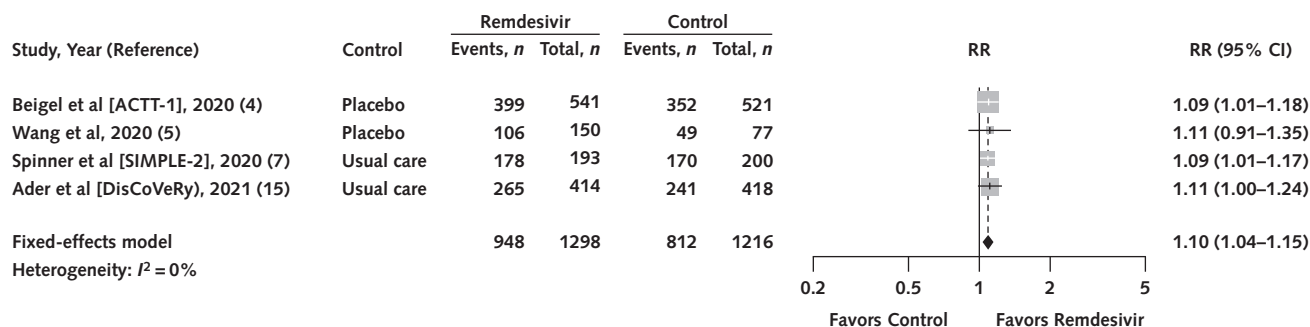 Remdesivir Control
Study, Year (Reference) Control Events, n Total, n Events, n Total, n RR RR (95% CI)
Beigel et al [ACTT-1], 2020 (4) Placebo 399 541 352 521 1.09 (1.01–1.18)
Wang et al, 2020 (5) Placebo 106 150 49 77 1.11 (0.91–1.35)
Spinner et al [SIMPLE-2], 2020 (7) Usual care 178 193 170 200 1.09 (1.01–1.17)
Ader et al [DisCoVeRy), 2021 (15) Usual care 265 414 241 418 1.11 (1.00–1.24)
Fixed-effects model 948 1298 812 1216 1.10 (1.04–1.15)
Heterogeneity: I² = 0%
0.2 0.5 1 2 5
Favors Control Favors Remdesivir